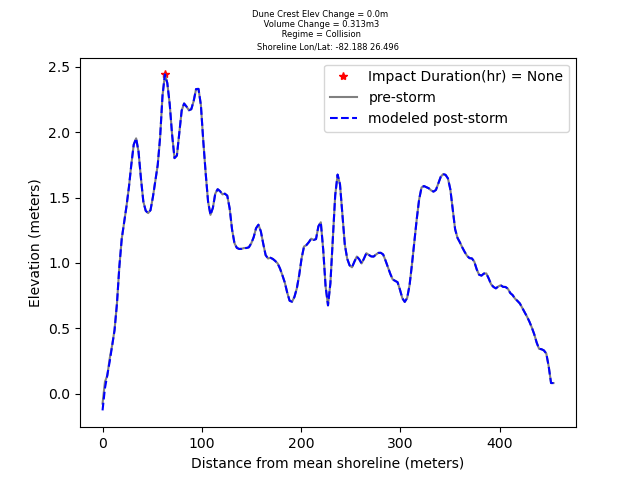 Dune Crest Elev Change = 0.0m
Volume Change = 0.313m3
Regime = Collision
Shoreline Lon/Lat: -82.188 26.496
Impact Duration(hr) = None
pre-storm
modeled post-storm
Elevation (meters)
2.5
2.0
1.5
1.0
0.5
0.0
0 100 200 300 400
Distance from mean shoreline (meters)